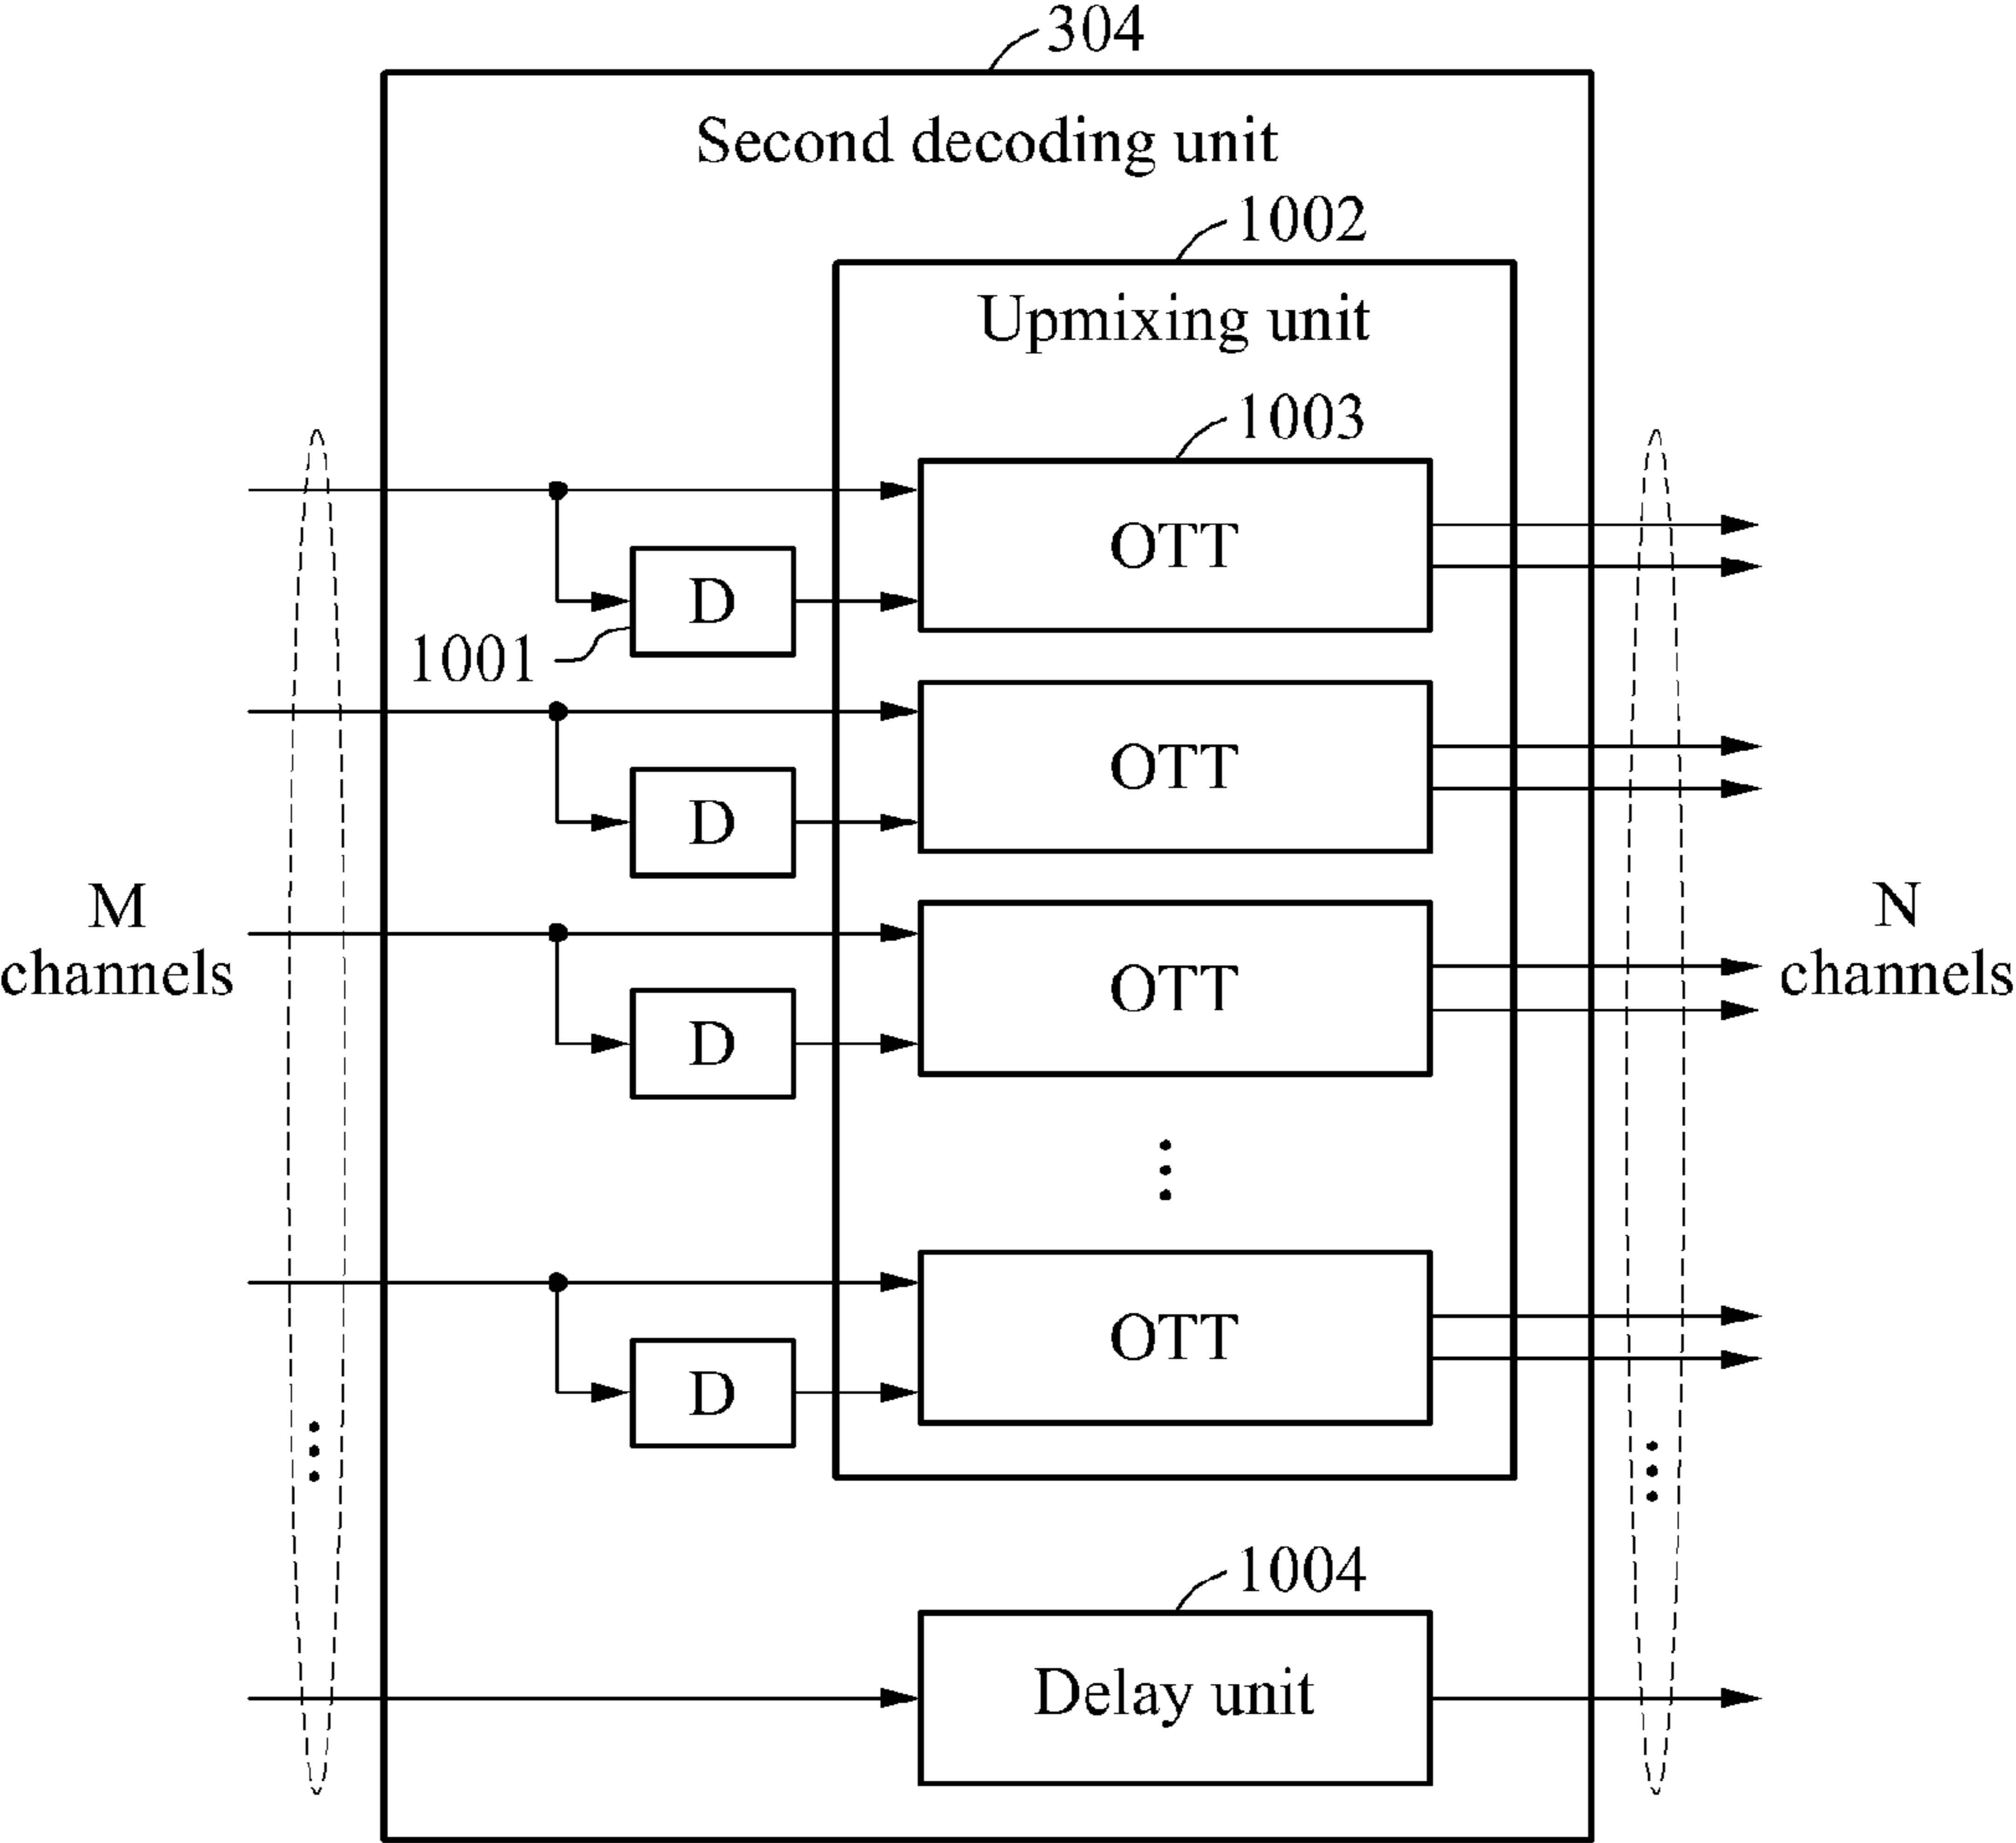 304
Second decoding unit
1002
Upmixing unit
1003
OTT
D
1001
OTT
D
M
channels
N
channels
OTT
D
OTT
D
1004
Delay unit